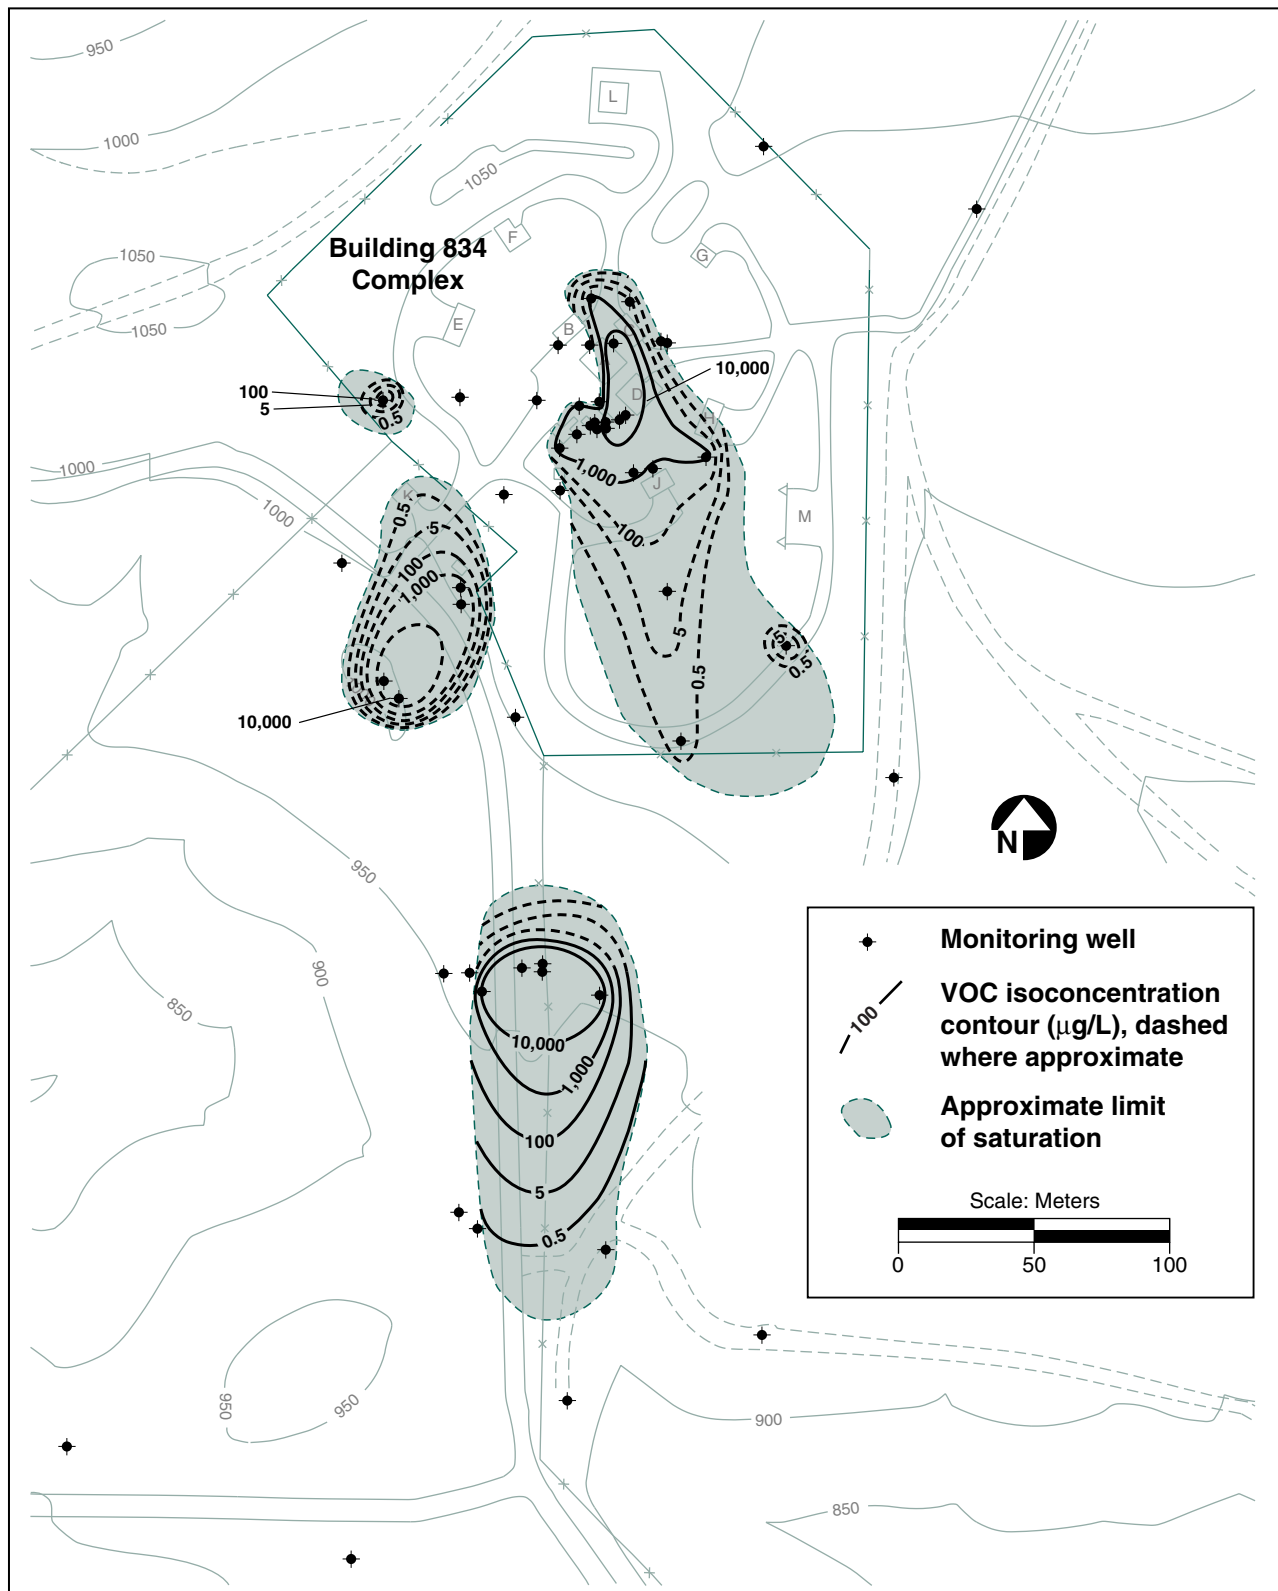 950
1000
L
1050
F
Building 834
Complex
G
1050
1050
E
B
C
10,000
D
100
5
0.5
H
1,000
1000
J
K
0.5
1000
M
5
100
100
1,000
5
5
0.5
0.5
10,000
N
950
900
850
10,000
1,000
100
5
0.5
Monitoring well
100
VOC isoconcentration
contour (μg/L), dashed
where approximate
Approximate limit
of saturation
Scale: Meters
0 50 100
950
950
900
850